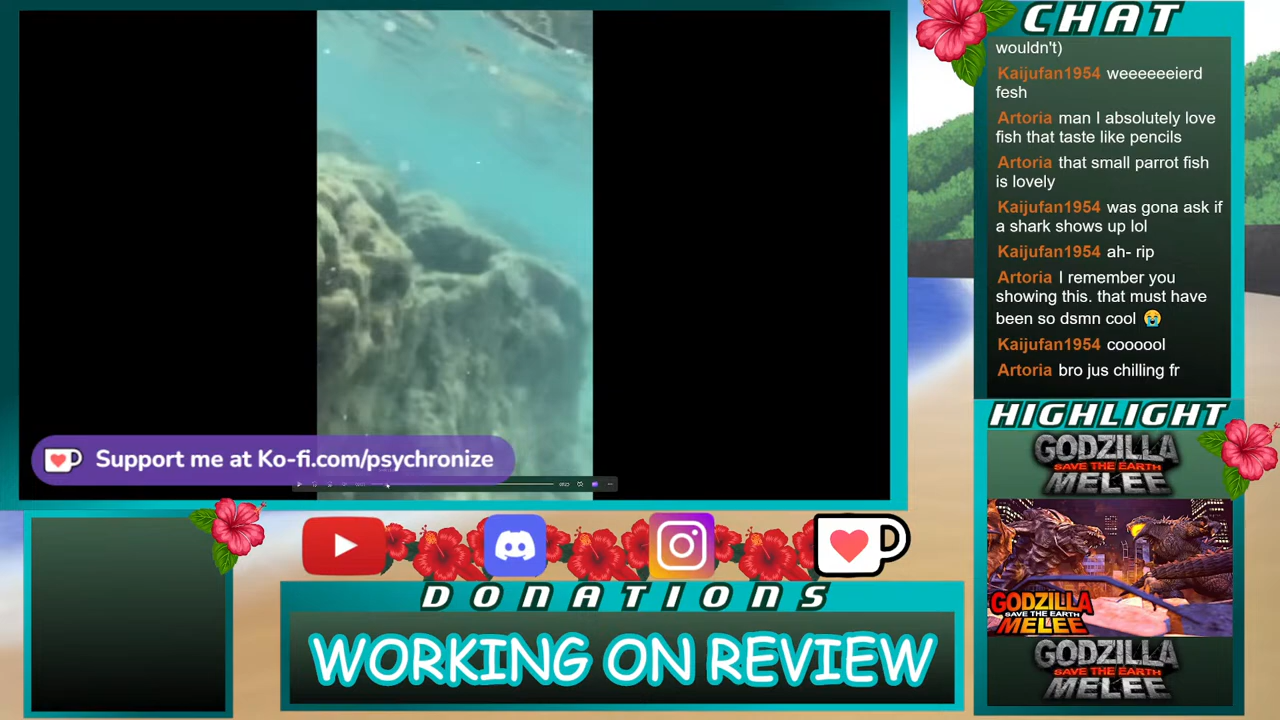 CHAT
wouldn't)
Kaijufan1954 weeeeeeierd
fesh
Artoria man I absolutely love
fish that taste like pencils
Artoria that small parrot fish
is lovely
Kaijufan1954 was gona ask if
a shark shows up lol
Kaijufan1954 ah- rip
Artoria I remember you
showing this. that must have
been so dsmn cool 😭
Kaijufan1954 coooool
Artoria bro jus chilling fr
Support me at Ko-fi.com/psychronize
HIGHLIGHT
GODZILLA
SAVE THE EARTH
MELEE
GODZILLA
SAVE THE EARTH
MELEE
GODZILLA
SAVE THE EARTH
MELEE
DONATIONS
WORKING ON REVIEW